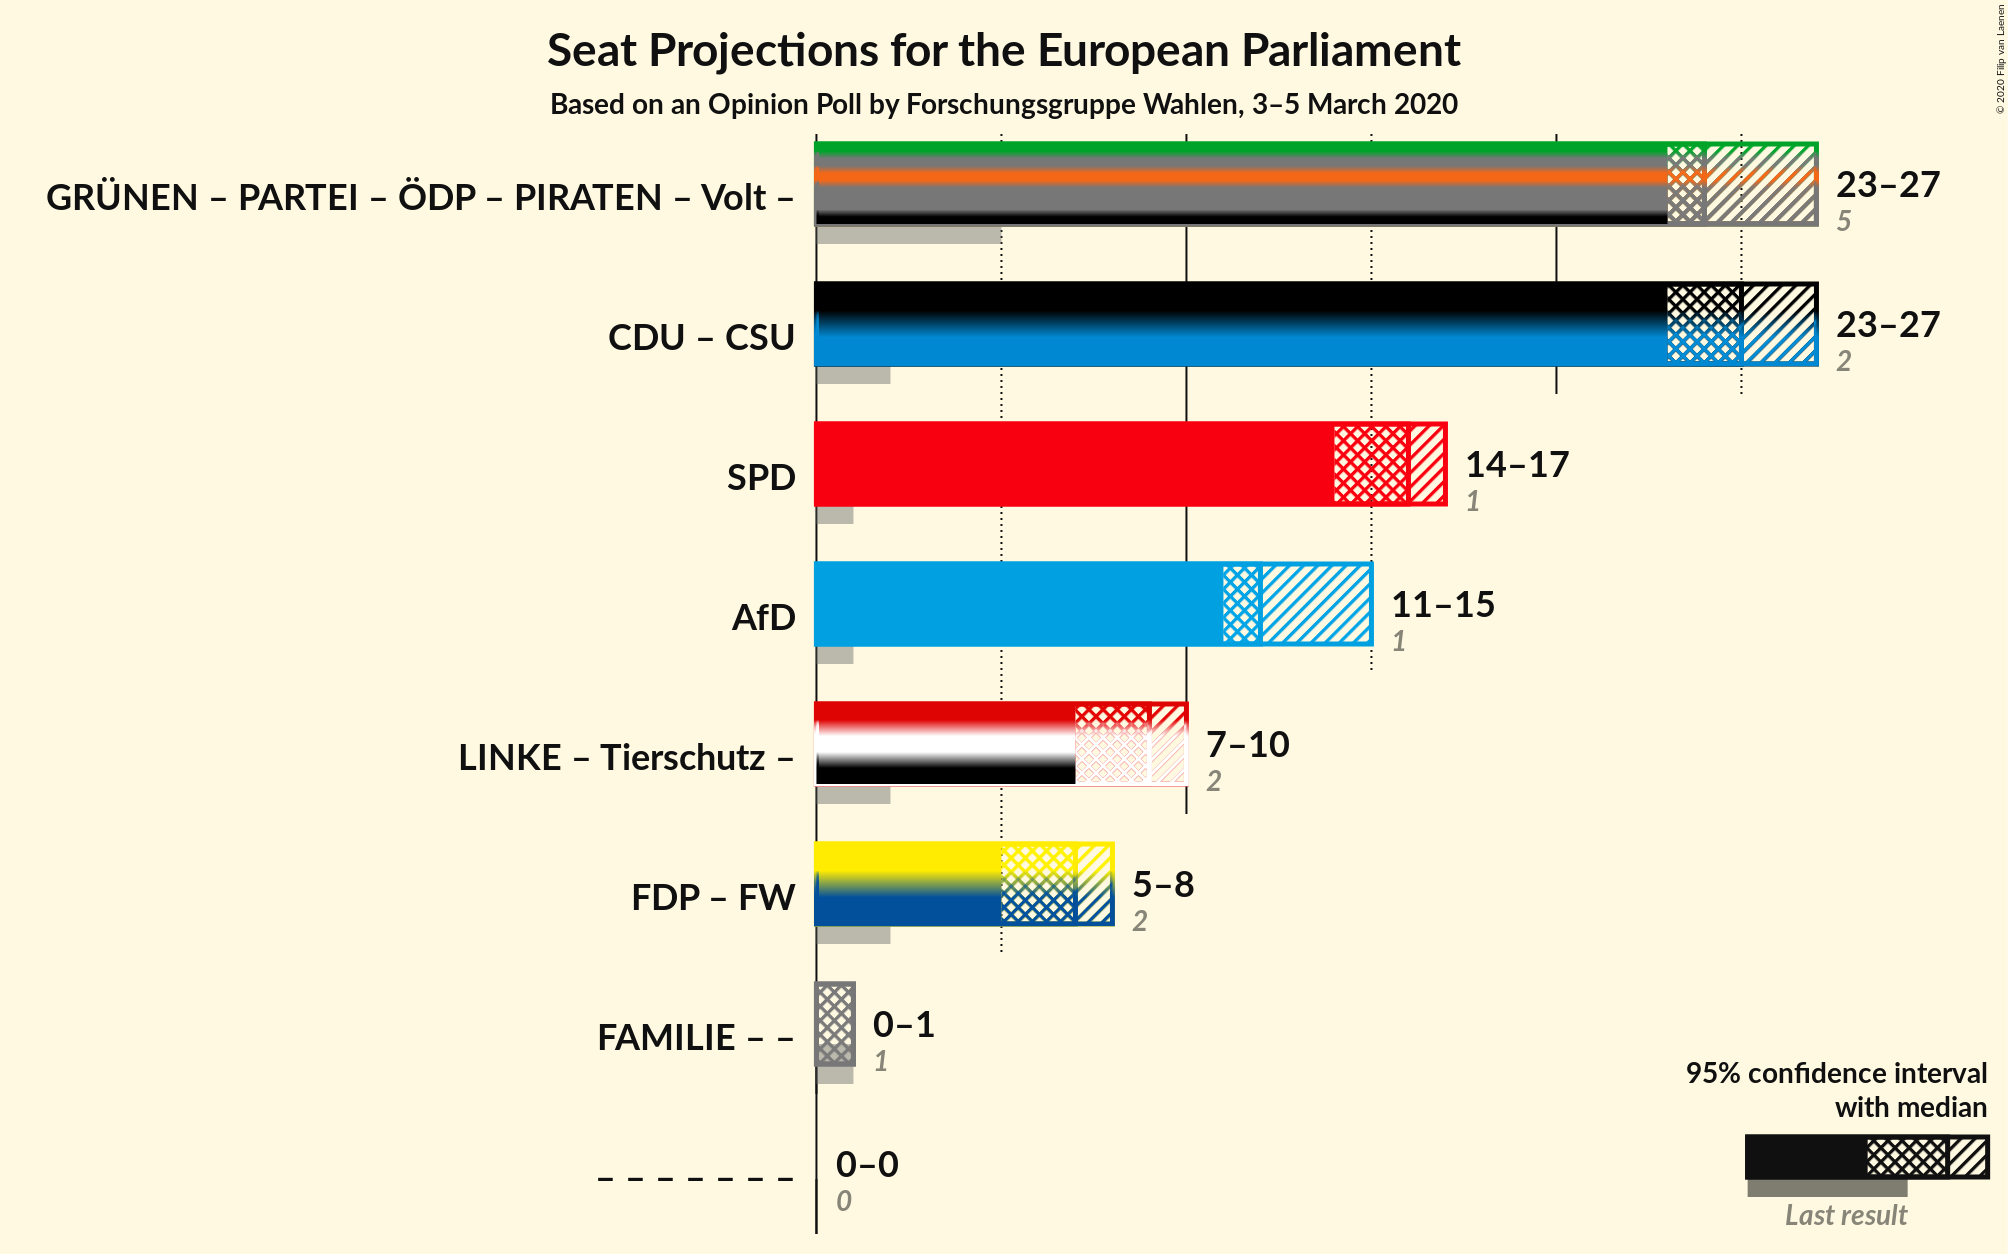 Seat Projections for the European Parliament
Based on an Opinion Poll by Forschungsgruppe Wahlen, 3–5 March 2020
© 2020 Filip van Laenen
GRÜNEN – PARTEI – ÖDP – PIRATEN – Volt –
23–27
5
CDU – CSU
23–27
2
SPD
14–17
1
AfD
11–15
1
LINKE – Tierschutz –
7–10
2
FDP – FW
5–8
2
FAMILIE – –
0–1
1
– – – – – – –
0–0
0
95% confidence interval
with median
Last result